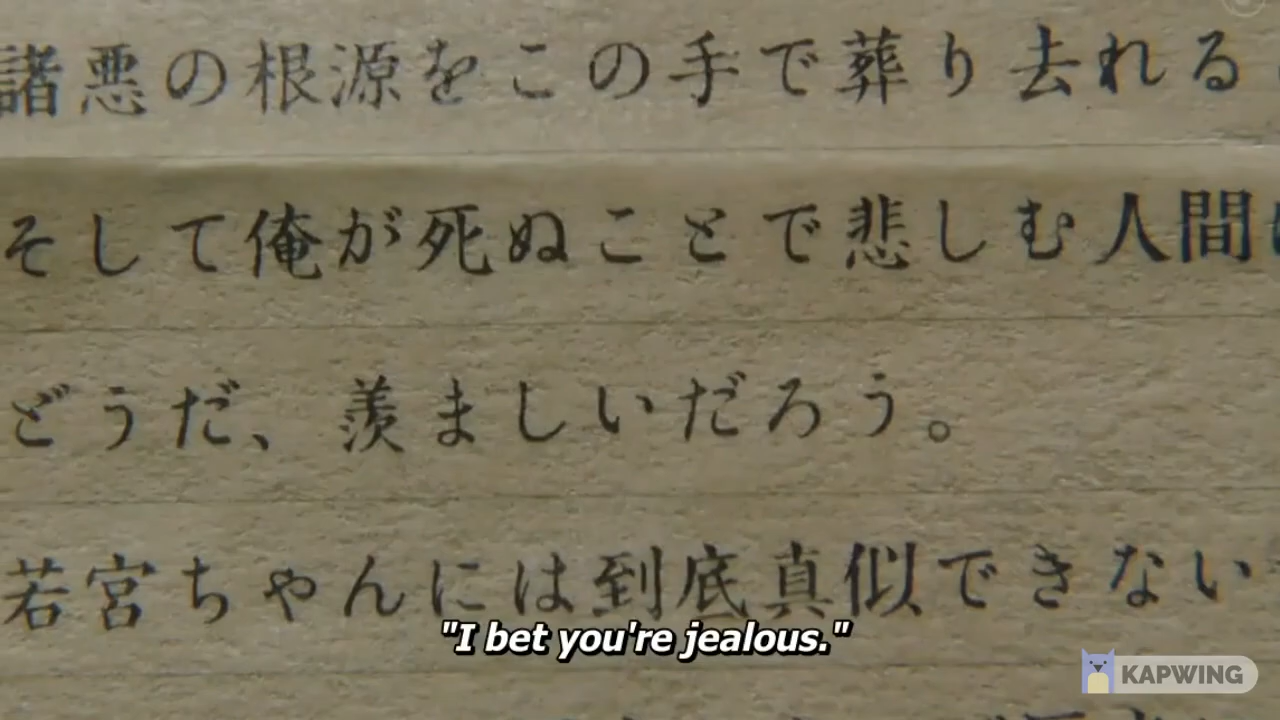 諸悪の根源をこの手で葬り去れる
そして俺が死ぬことで悲しむ人間
どうだ、羨ましいだろう。
若宮ちゃんには到底真似できない
"I bet you're jealous."
KAPWING